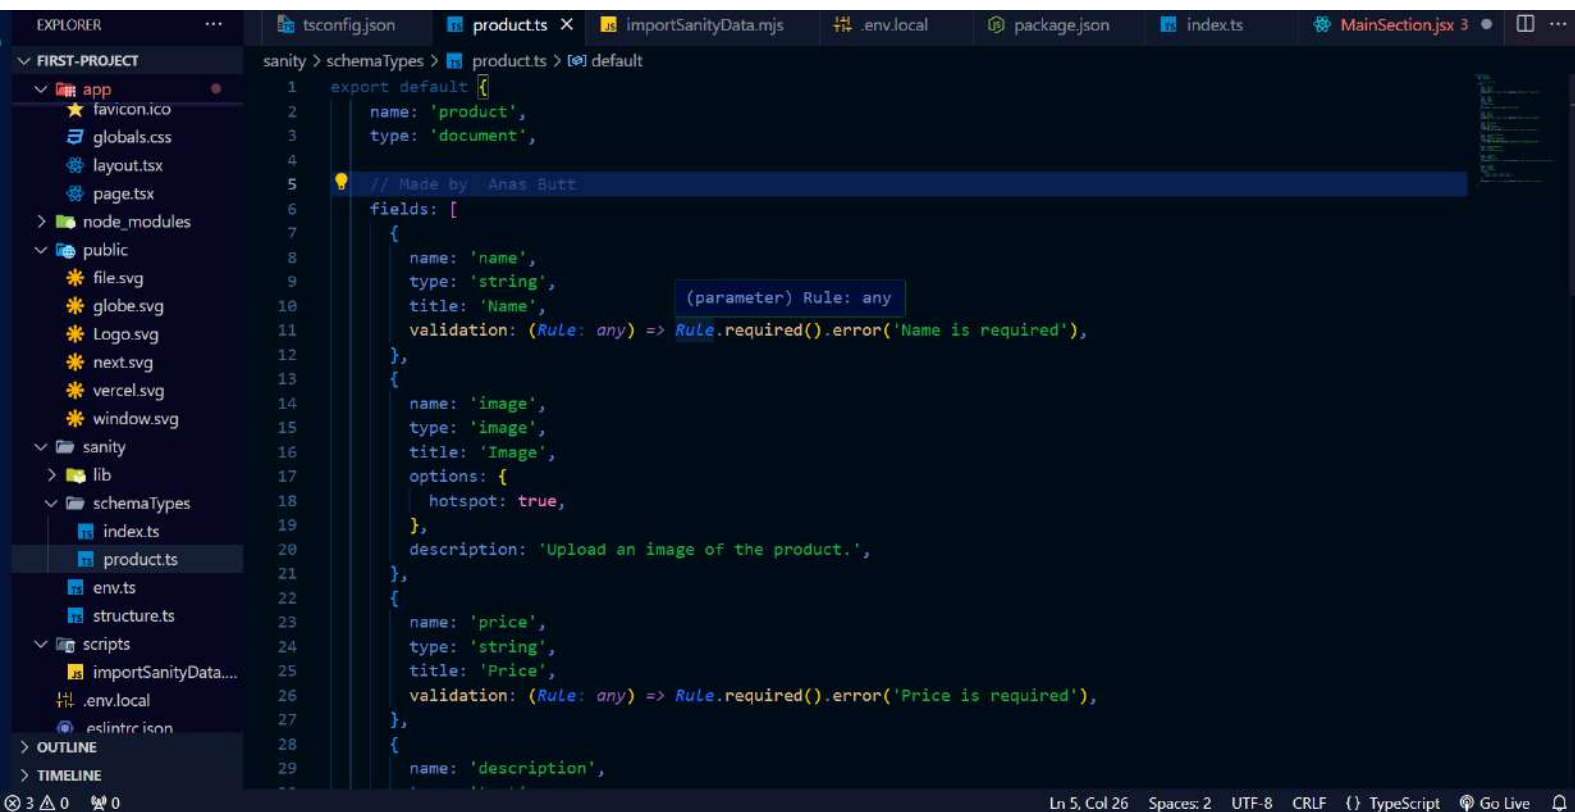 EXPLORER ···
FIRST-PROJECT
app
favicon.ico
globals.css
layout.tsx
page.tsx
node_modules
public
file.svg
globe.svg
Logo.svg
next.svg
vercel.svg
window.svg
sanity
lib
schemaTypes
index.ts
product.ts
env.ts
structure.ts
scripts
importSanityData....
.env.local
eslintrc.json
OUTLINE
TIMELINE
tsconfig.json product.ts importSanityData.mjs .env.local package.json index.ts MainSection.jsx 3
sanity > schemaTypes > product.ts > default
1 export default {
2 name: 'product',
3 type: 'document',
4
5 // Made by  Anas Butt
6 fields: [
7 {
8 name: 'name',
9 type: 'string',
10 title: 'Name',
(parameter) Rule: any
11 validation: (Rule: any) => Rule.required().error('Name is required'),
12 },
13 {
14 name: 'image',
15 type: 'image',
16 title: 'Image',
17 options: {
18 hotspot: true,
19 },
20 description: 'Upload an image of the product.',
21 },
22 {
23 name: 'price',
24 type: 'string',
25 title: 'Price',
26 validation: (Rule: any) => Rule.required().error('Price is required'),
27 },
28 {
29 name: 'description',
3 0 0 Ln 5, Col 26 Spaces: 2 UTF-8 CRLF {} TypeScript Go Live